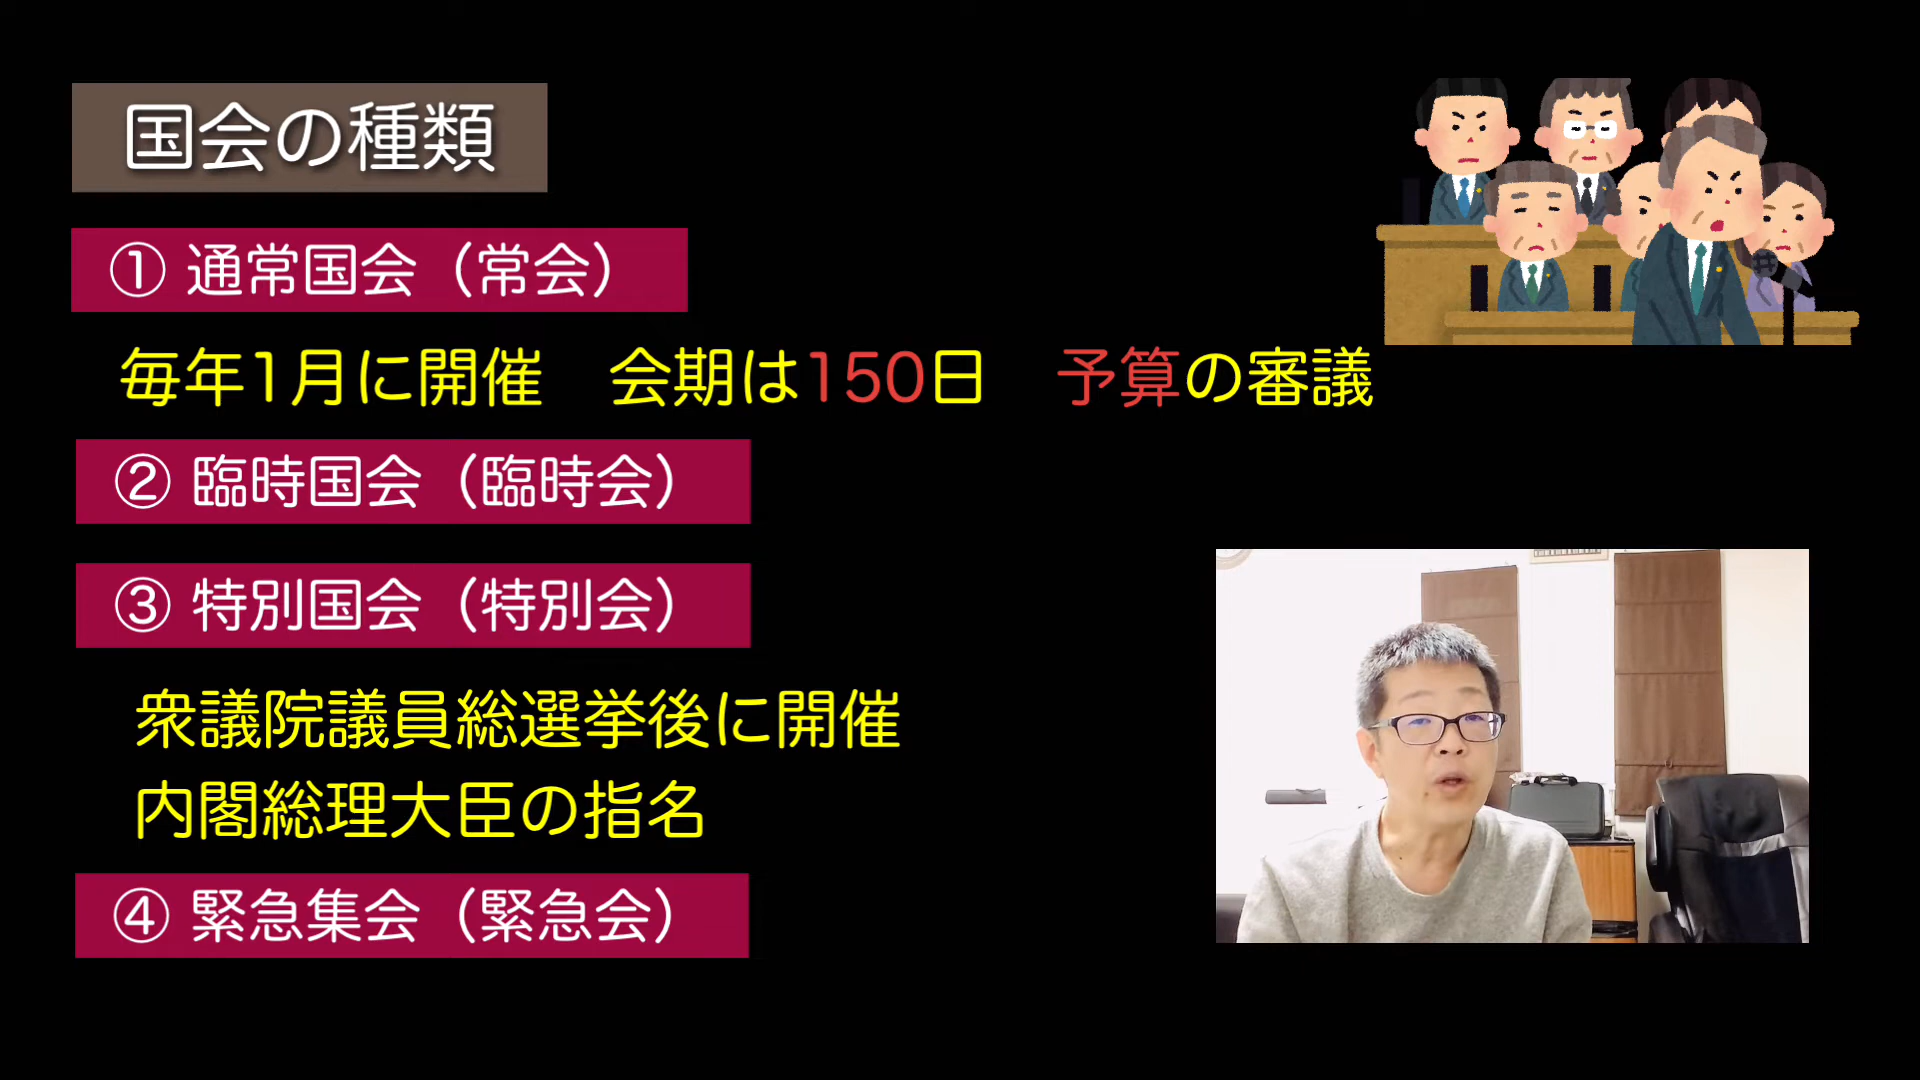 国会の種類
① 通常国会（常会）
毎年1月に開催　会期は150日　予算の審議
② 臨時国会（臨時会）
③ 特別国会（特別会）
衆議院議員総選挙後に開催
内閣総理大臣の指名
④ 緊急集会（緊急会）